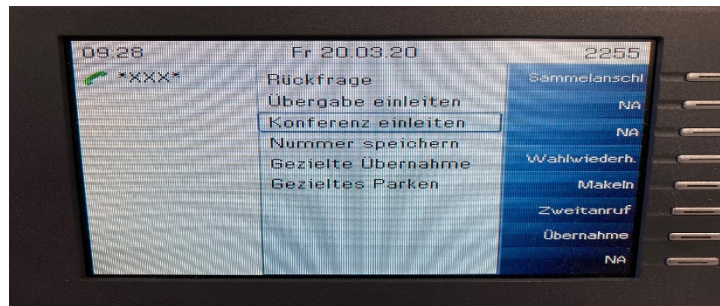 09:28 Fr 20.03.20 2255
*XXX*
Rückfrage
Übergabe einleiten
Konferenz einleiten
Nummer speichern
Gezielte Übernahme
Gezieltes Parken
Sammelanschl
NA
NA
Wahlwiederh.
Makeln
Zweitanruf
Übernahme
NA